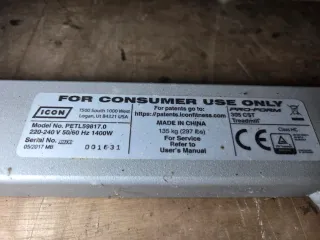 FOR CONSUMER USE ONLY
ICON
1500 South 1000 West
Logan, UT 84321 USA
Model No. PETL59817.0
220-240 V 50/60 Hz 1400W
Serial No.
05/2017 MB
001631
For patents go to:
https://patents.iconfitness.com
MADE IN CHINA
135 kg (297 lbs)
For Service
Refer to
User's Manual
PRO-FORM
305 CST
Treadmill
Class HC